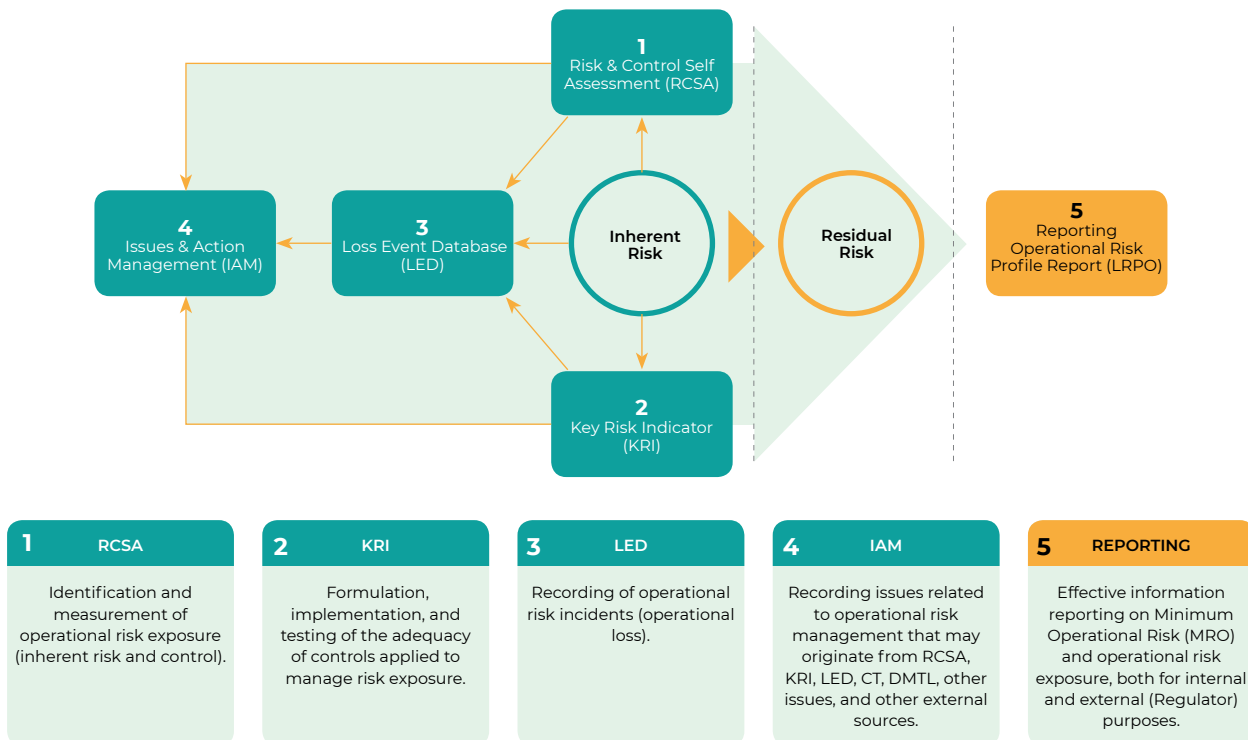 1
Risk & Control Self
Assessment (RCSA)
4
Issues & Action
Management (IAM)
3
Loss Event Database
(LED)
Inherent
Risk
Residual
Risk
5
Reporting
Operational Risk
Profile Report (LRPO)
2
Key Risk Indicator
(KRI)
1 RCSA
Identification and
measurement of
operational risk exposure
(inherent risk and control).
2 KRI
Formulation,
implementation, and
testing of the adequacy
of controls applied to
manage risk exposure.
3 LED
Recording of operational
risk incidents (operational
loss).
4 IAM
Recording issues related
to operational risk
management that may
originate from RCSA,
KRI, LED, CT, DMTL, other
issues, and other external
sources.
5 REPORTING
Effective information
reporting on Minimum
Operational Risk (MRO)
and operational risk
exposure, both for internal
and external (Regulator)
purposes.